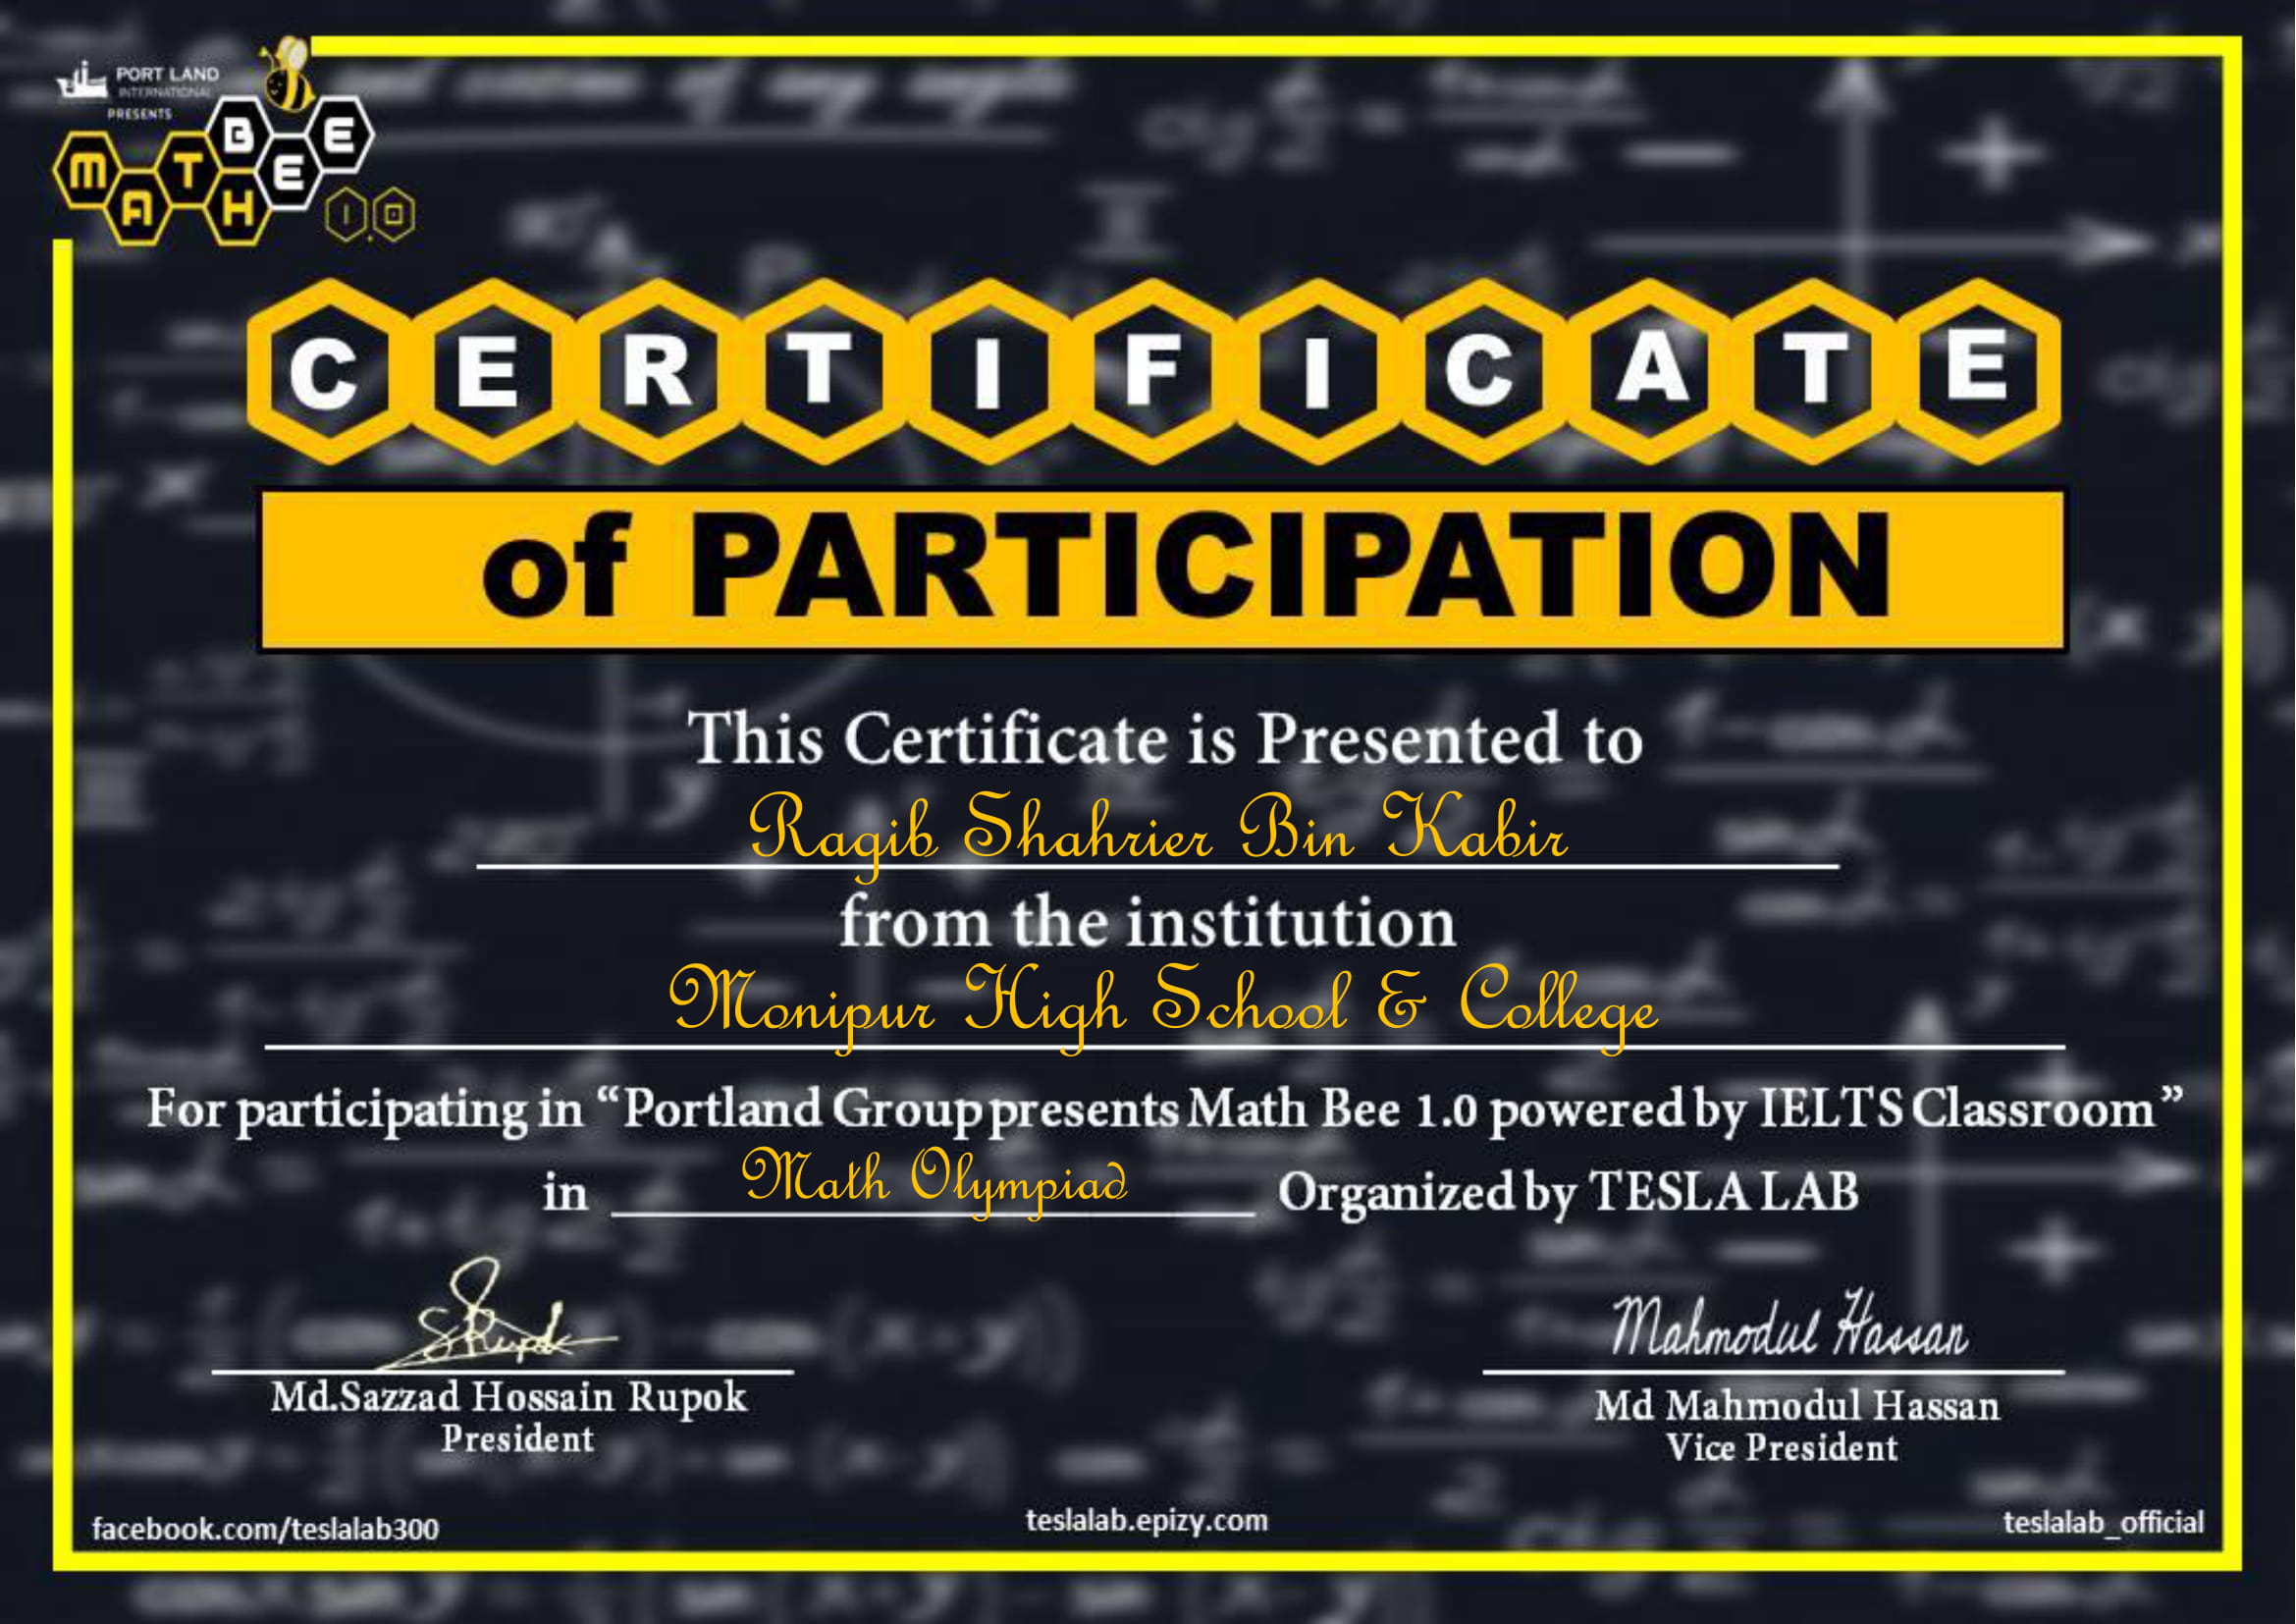 PORT LAND
INTERNATIONAL
PRESENTS
MATH BEE 1.0
CERTIFICATE
of PARTICIPATION
This Certificate is Presented to
Ragib Shahrier Bin Kabir
from the institution
Monipur High School & College
For participating in “Portland Group presents Math Bee 1.0 powered by IELTS Classroom”
in Math Olympiad Organized by TESLA LAB
SRupok Mahmodul Hassan
Md.Sazzad Hossain Rupok Md Mahmodul Hassan
President Vice President
facebook.com/teslalab300 teslalab.epizy.com teslalab_official